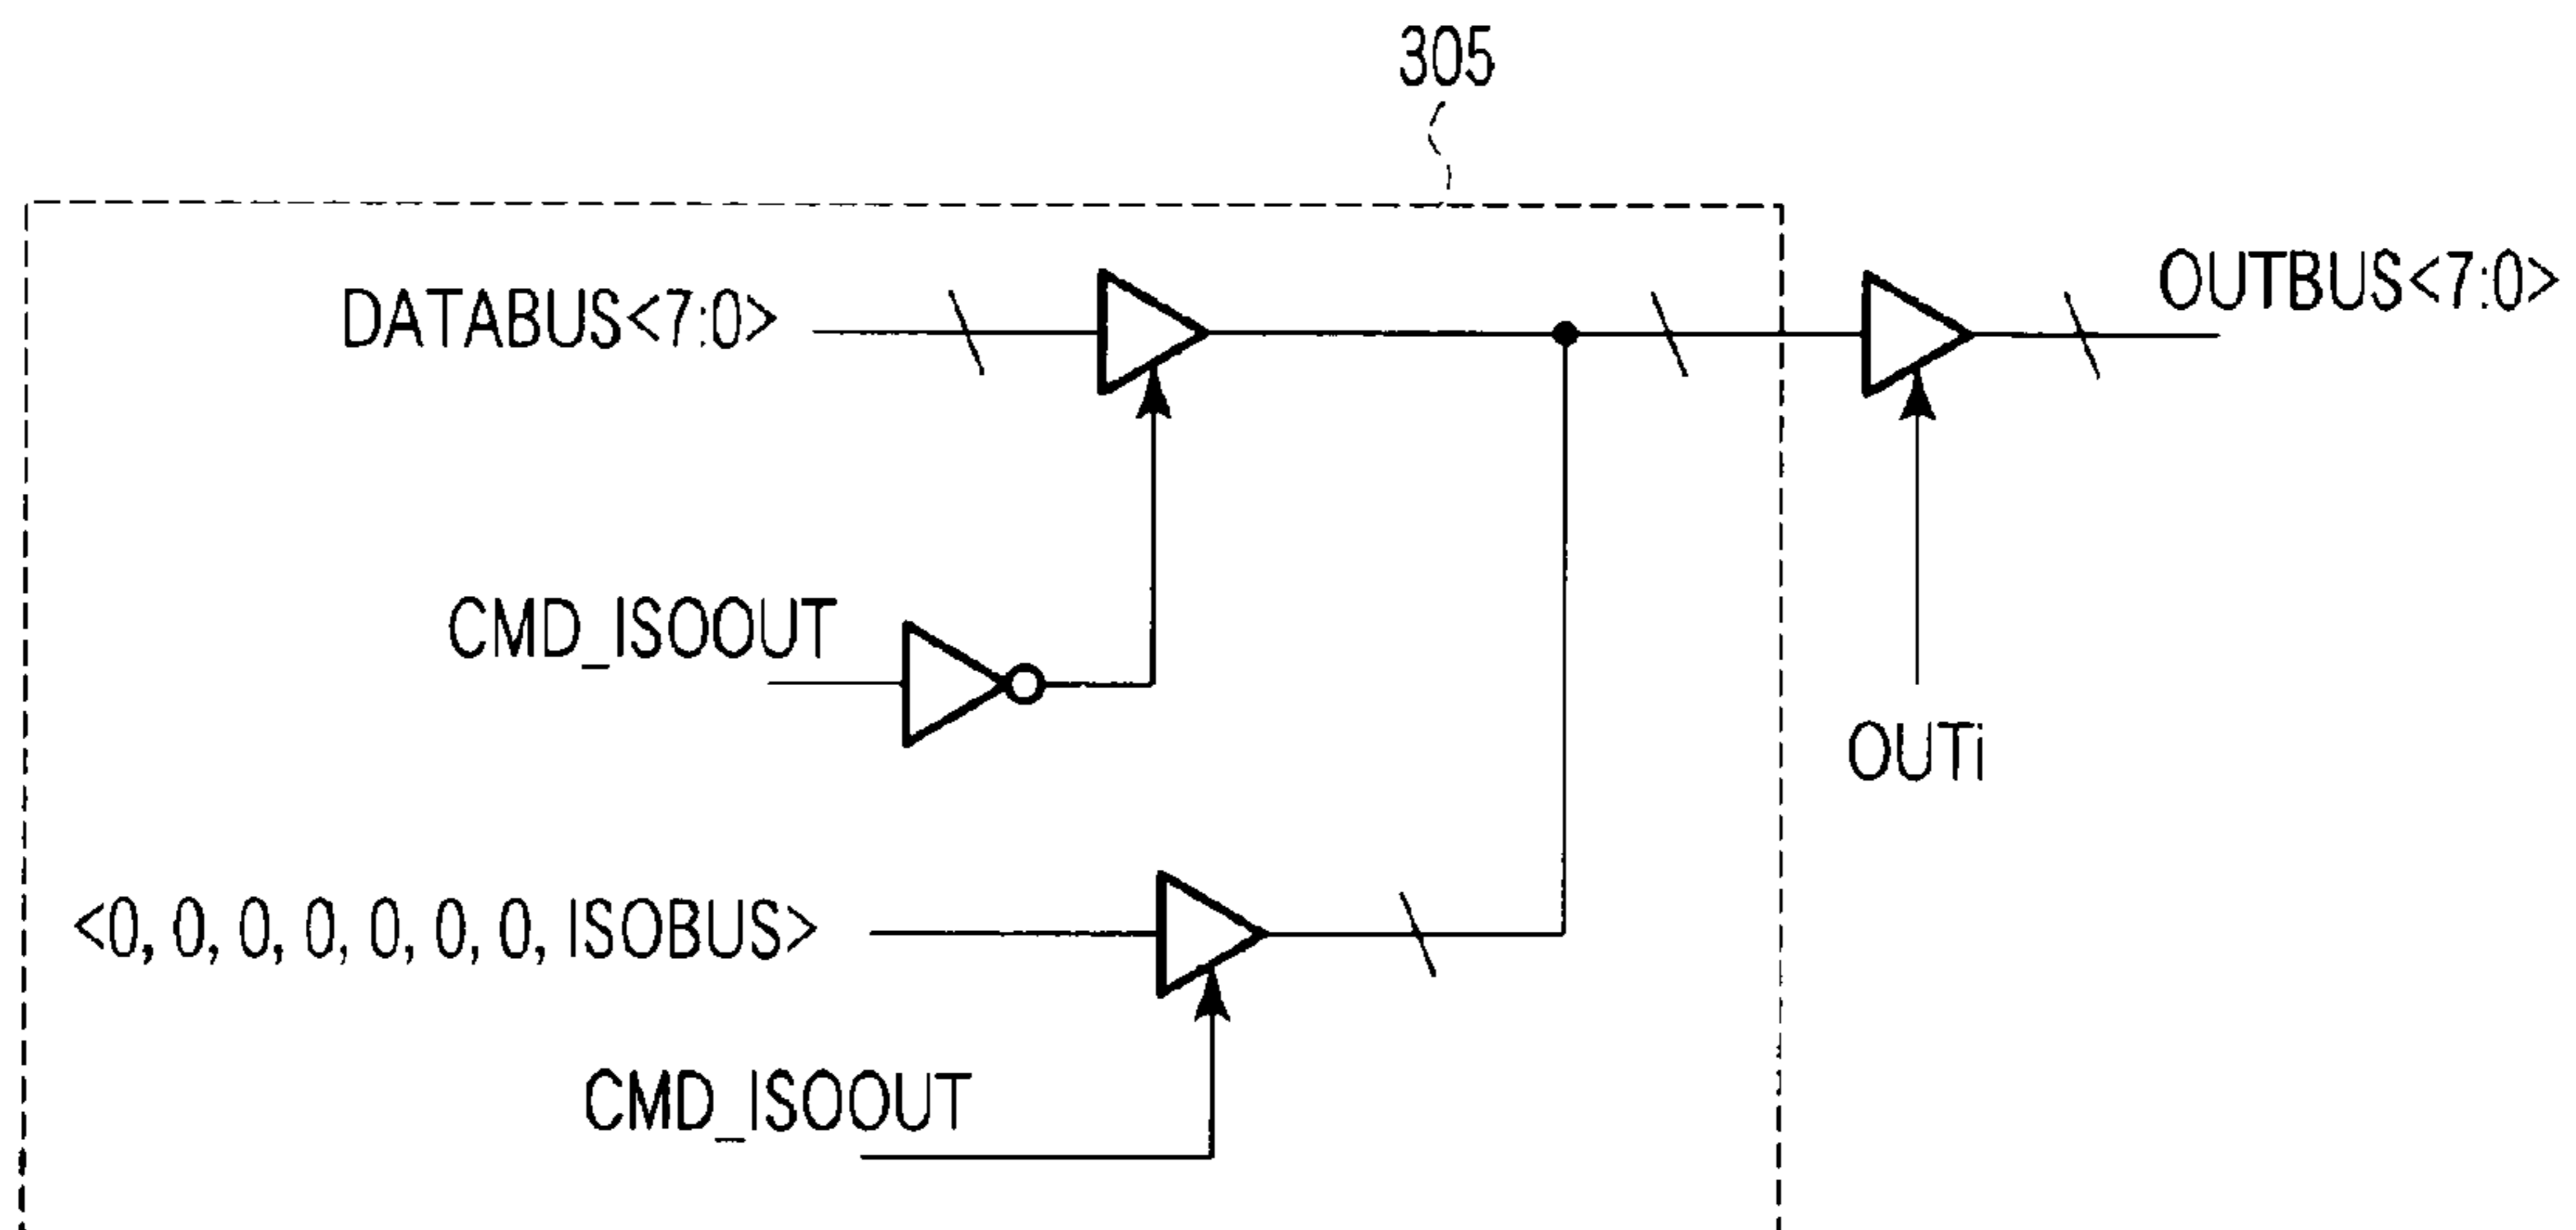 305
DATABUS<7:0>
OUTBUS<7:0>
CMD_ISOOUT
OUTi
<0, 0, 0, 0, 0, 0, 0, ISOBUS>
CMD_ISOOUT